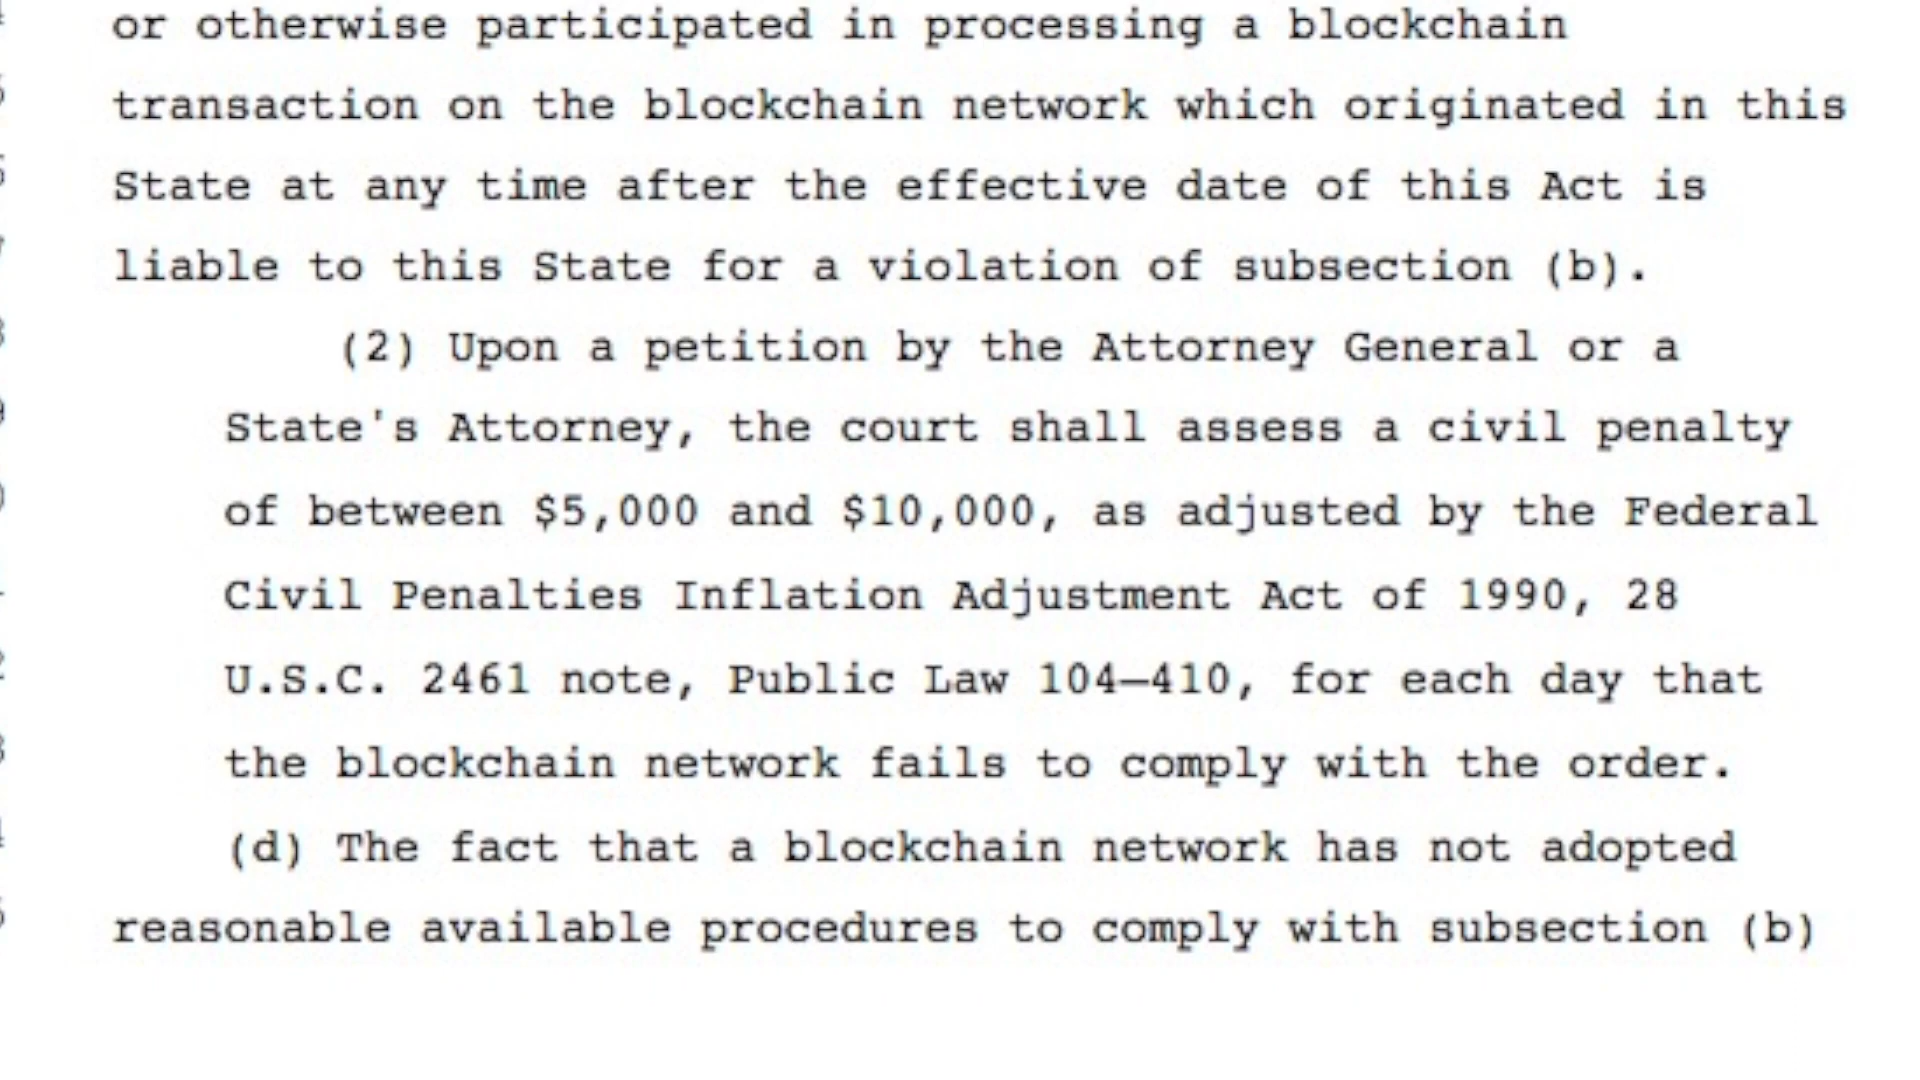 or otherwise participated in processing a blockchain
transaction on the blockchain network which originated in this
State at any time after the effective date of this Act is
liable to this State for a violation of subsection (b).
(2) Upon a petition by the Attorney General or a
State's Attorney, the court shall assess a civil penalty
of between $5,000 and $10,000, as adjusted by the Federal
Civil Penalties Inflation Adjustment Act of 1990, 28
U.S.C. 2461 note, Public Law 104–410, for each day that
the blockchain network fails to comply with the order.
(d) The fact that a blockchain network has not adopted
reasonable available procedures to comply with subsection (b)